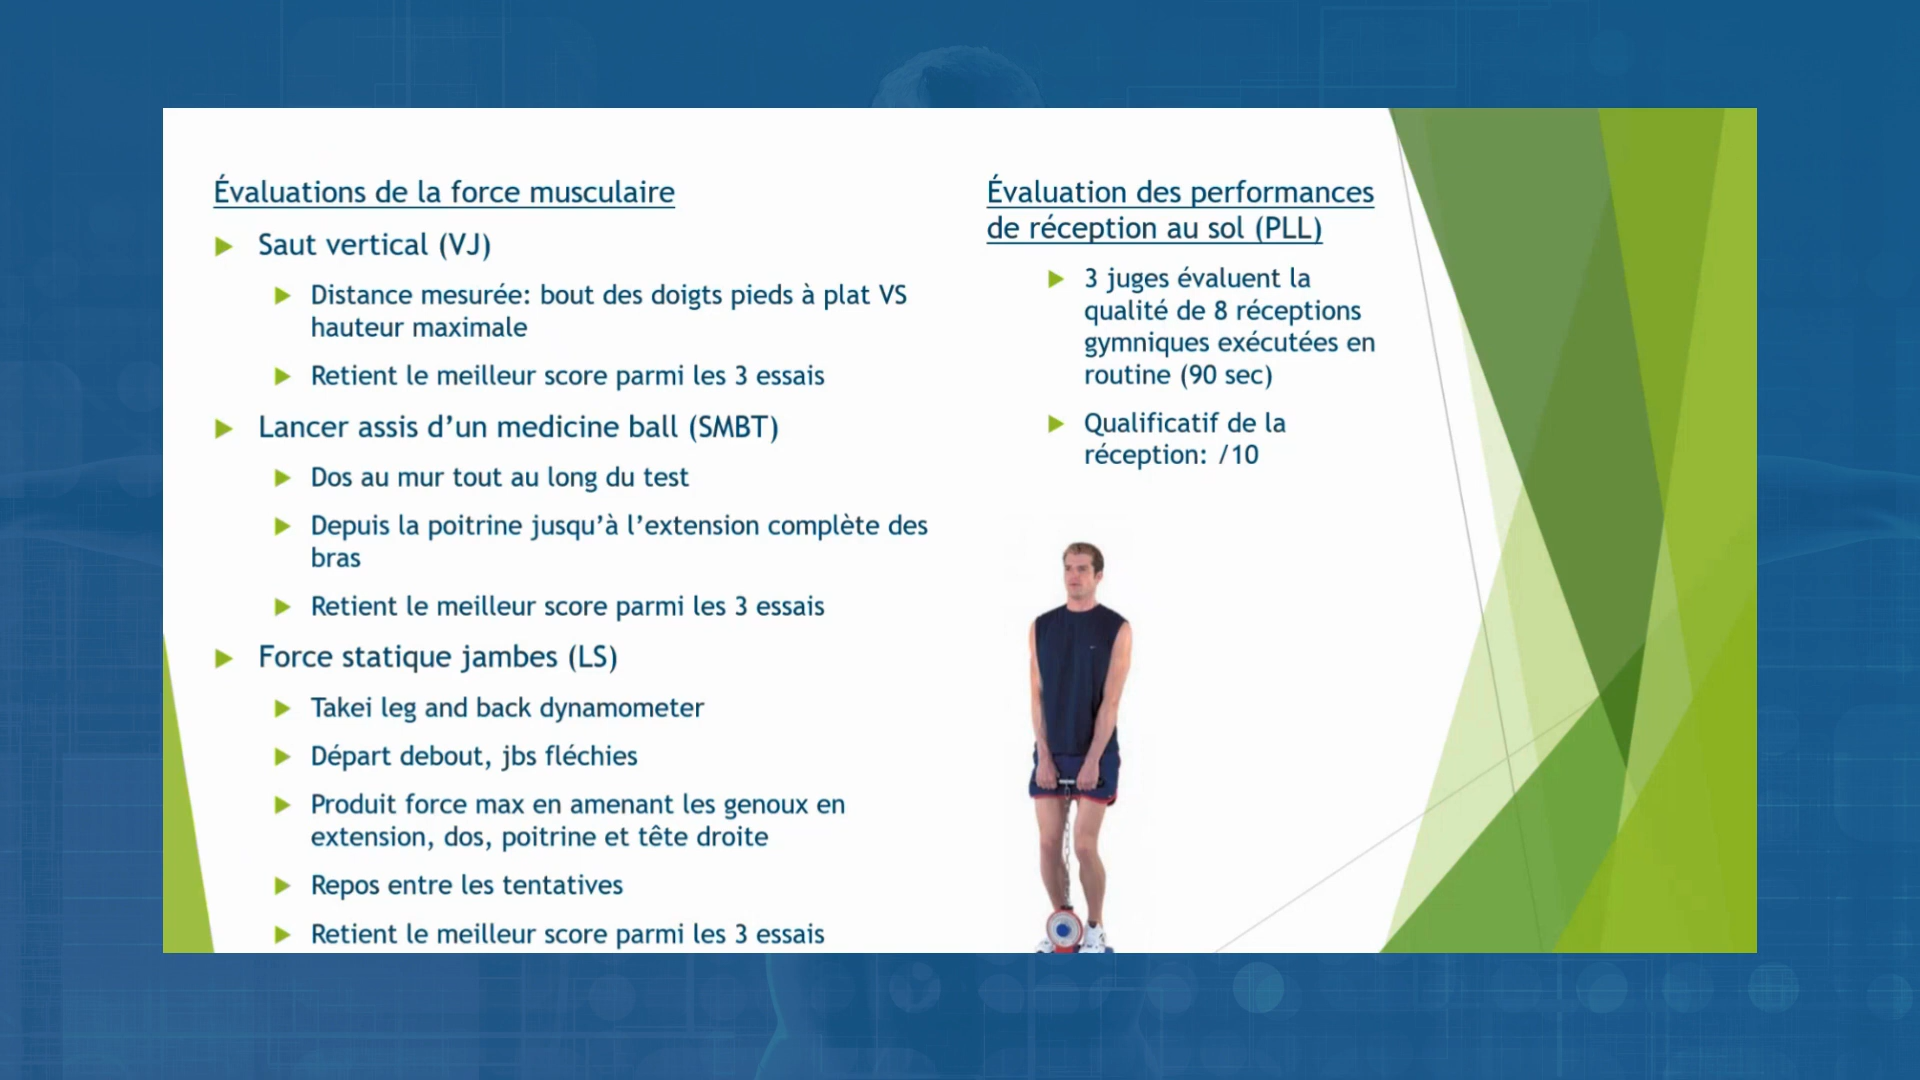 Évaluations de la force musculaire
Saut vertical (VJ)
Distance mesurée: bout des doigts pieds à plat VS
hauteur maximale
Retient le meilleur score parmi les 3 essais
Lancer assis d’un medicine ball (SMBT)
Dos au mur tout au long du test
Depuis la poitrine jusqu’à l’extension complète des
bras
Retient le meilleur score parmi les 3 essais
Force statique jambes (LS)
Takei leg and back dynamometer
Départ debout, jbs fléchies
Produit force max en amenant les genoux en
extension, dos, poitrine et tête droite
Repos entre les tentatives
Retient le meilleur score parmi les 3 essais
Évaluation des performances
de réception au sol (PLL)
3 juges évaluent la
qualité de 8 réceptions
gymniques exécutées en
routine (90 sec)
Qualificatif de la
réception: /10